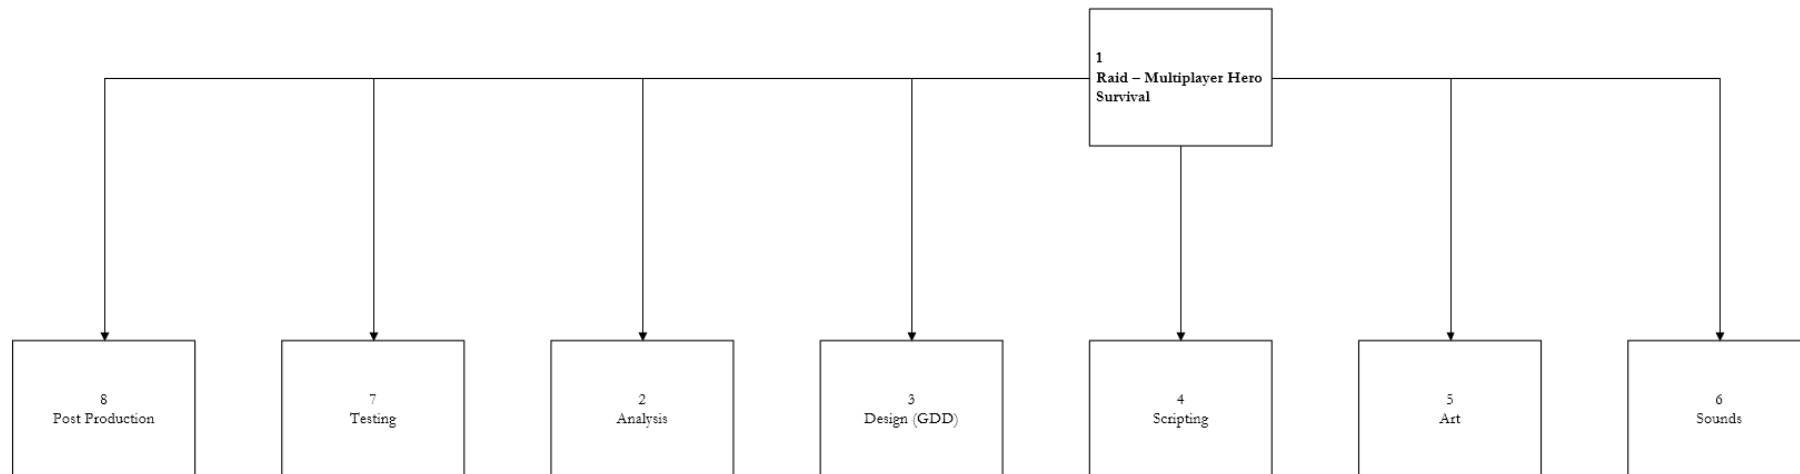 1
Raid – Multiplayer Hero
Survival
8
Post Production
7
Testing
2
Analysis
3
Design (GDD)
4
Scripting
5
Art
6
Sounds